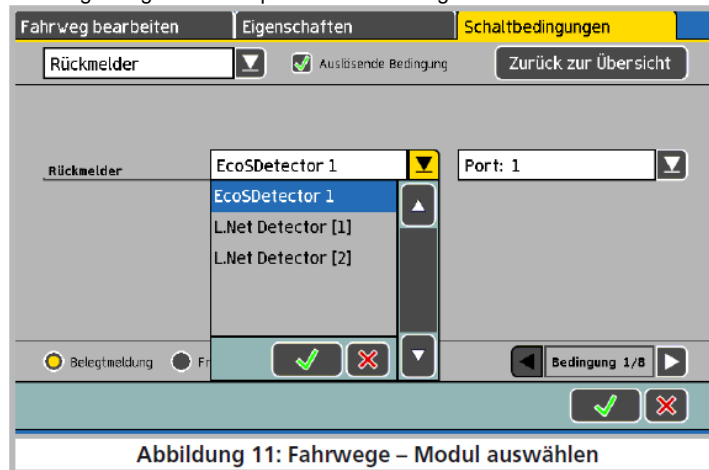 Fahrweg bearbeiten Eigenschaften Schaltbedingungen
Rückmelder Auslösende Bedingung Zurück zur Übersicht
Rückmelder EcoSDetector 1 Port: 1
EcoSDetector 1
L.Net Detector [1]
L.Net Detector [2]
Belegtmeldung Bedingung 1/8
Abbildung 11: Fahrwege – Modul auswählen